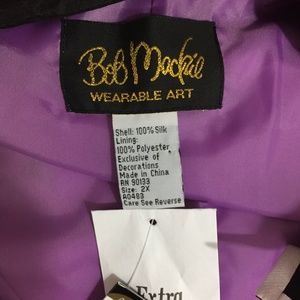 Bob Mackie
WEARABLE ART
Shell: 100% Silk
Lining:
100% Polyester
Exclusive of
Decorations
Made in China
RN 90133
Size: 2X
A0483
Care See Reverse
Extra